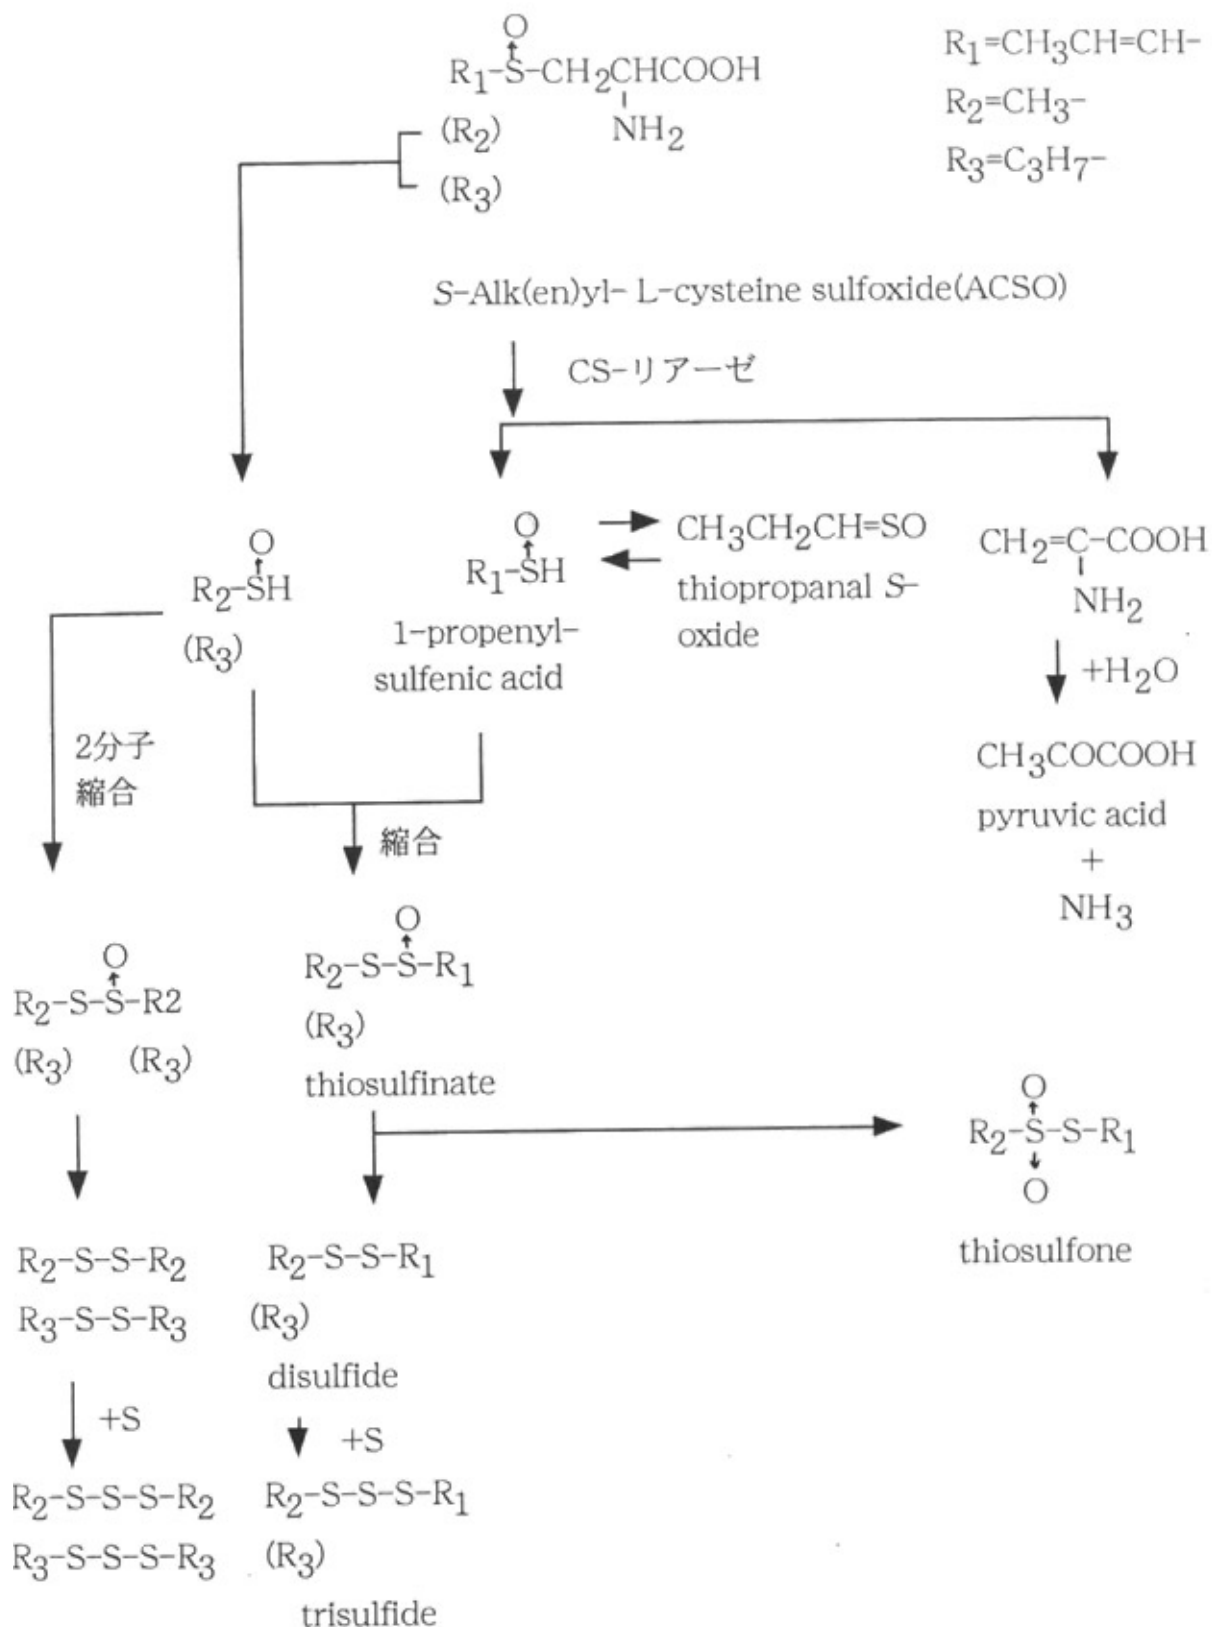 O
R1-S-CH2CHCOOH
NH2
(R2)
(R3)
R1=CH3CH=CH-
R2=CH3-
R3=C3H7-
S-Alk(en)yl- L-cysteine sulfoxide(ACSO)
CS-リアーゼ
O
R2-SH
(R3)
O
R1-SH
1-propenyl-
sulfenic acid
CH3CH2CH=SO
thiopropanal S-
oxide
CH2=C-COOH
NH2
+H2O
CH3COCOOH
pyruvic acid
+
NH3
2分子
縮合
縮合
O
R2-S-S-R2
(R3) (R3)
O
R2-S-S-R1
(R3)
thiosulfinate
O
R2-S-S-R1
O
thiosulfone
R2-S-S-R2
R3-S-S-R3
R2-S-S-R1
(R3)
disulfide
+S
+S
R2-S-S-S-R2
R3-S-S-S-R3
R2-S-S-S-R1
(R3)
trisulfide